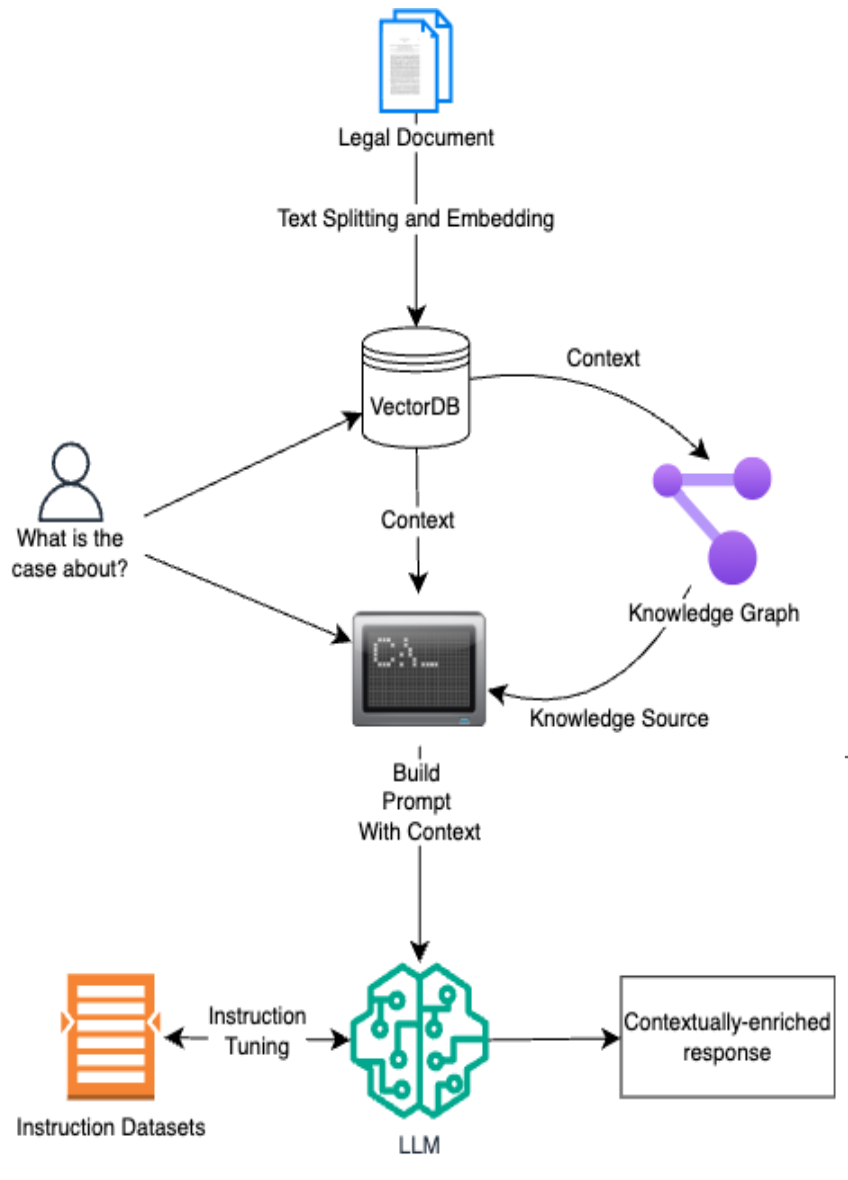 Legal Document
Text Splitting and Embedding
Context
VectorDB
Context
What is the
case about?
Knowledge Graph
C:\_
Knowledge Source
Build
Prompt
With Context
Instruction
Tuning
Contextually-enriched
response
Instruction Datasets
LLM